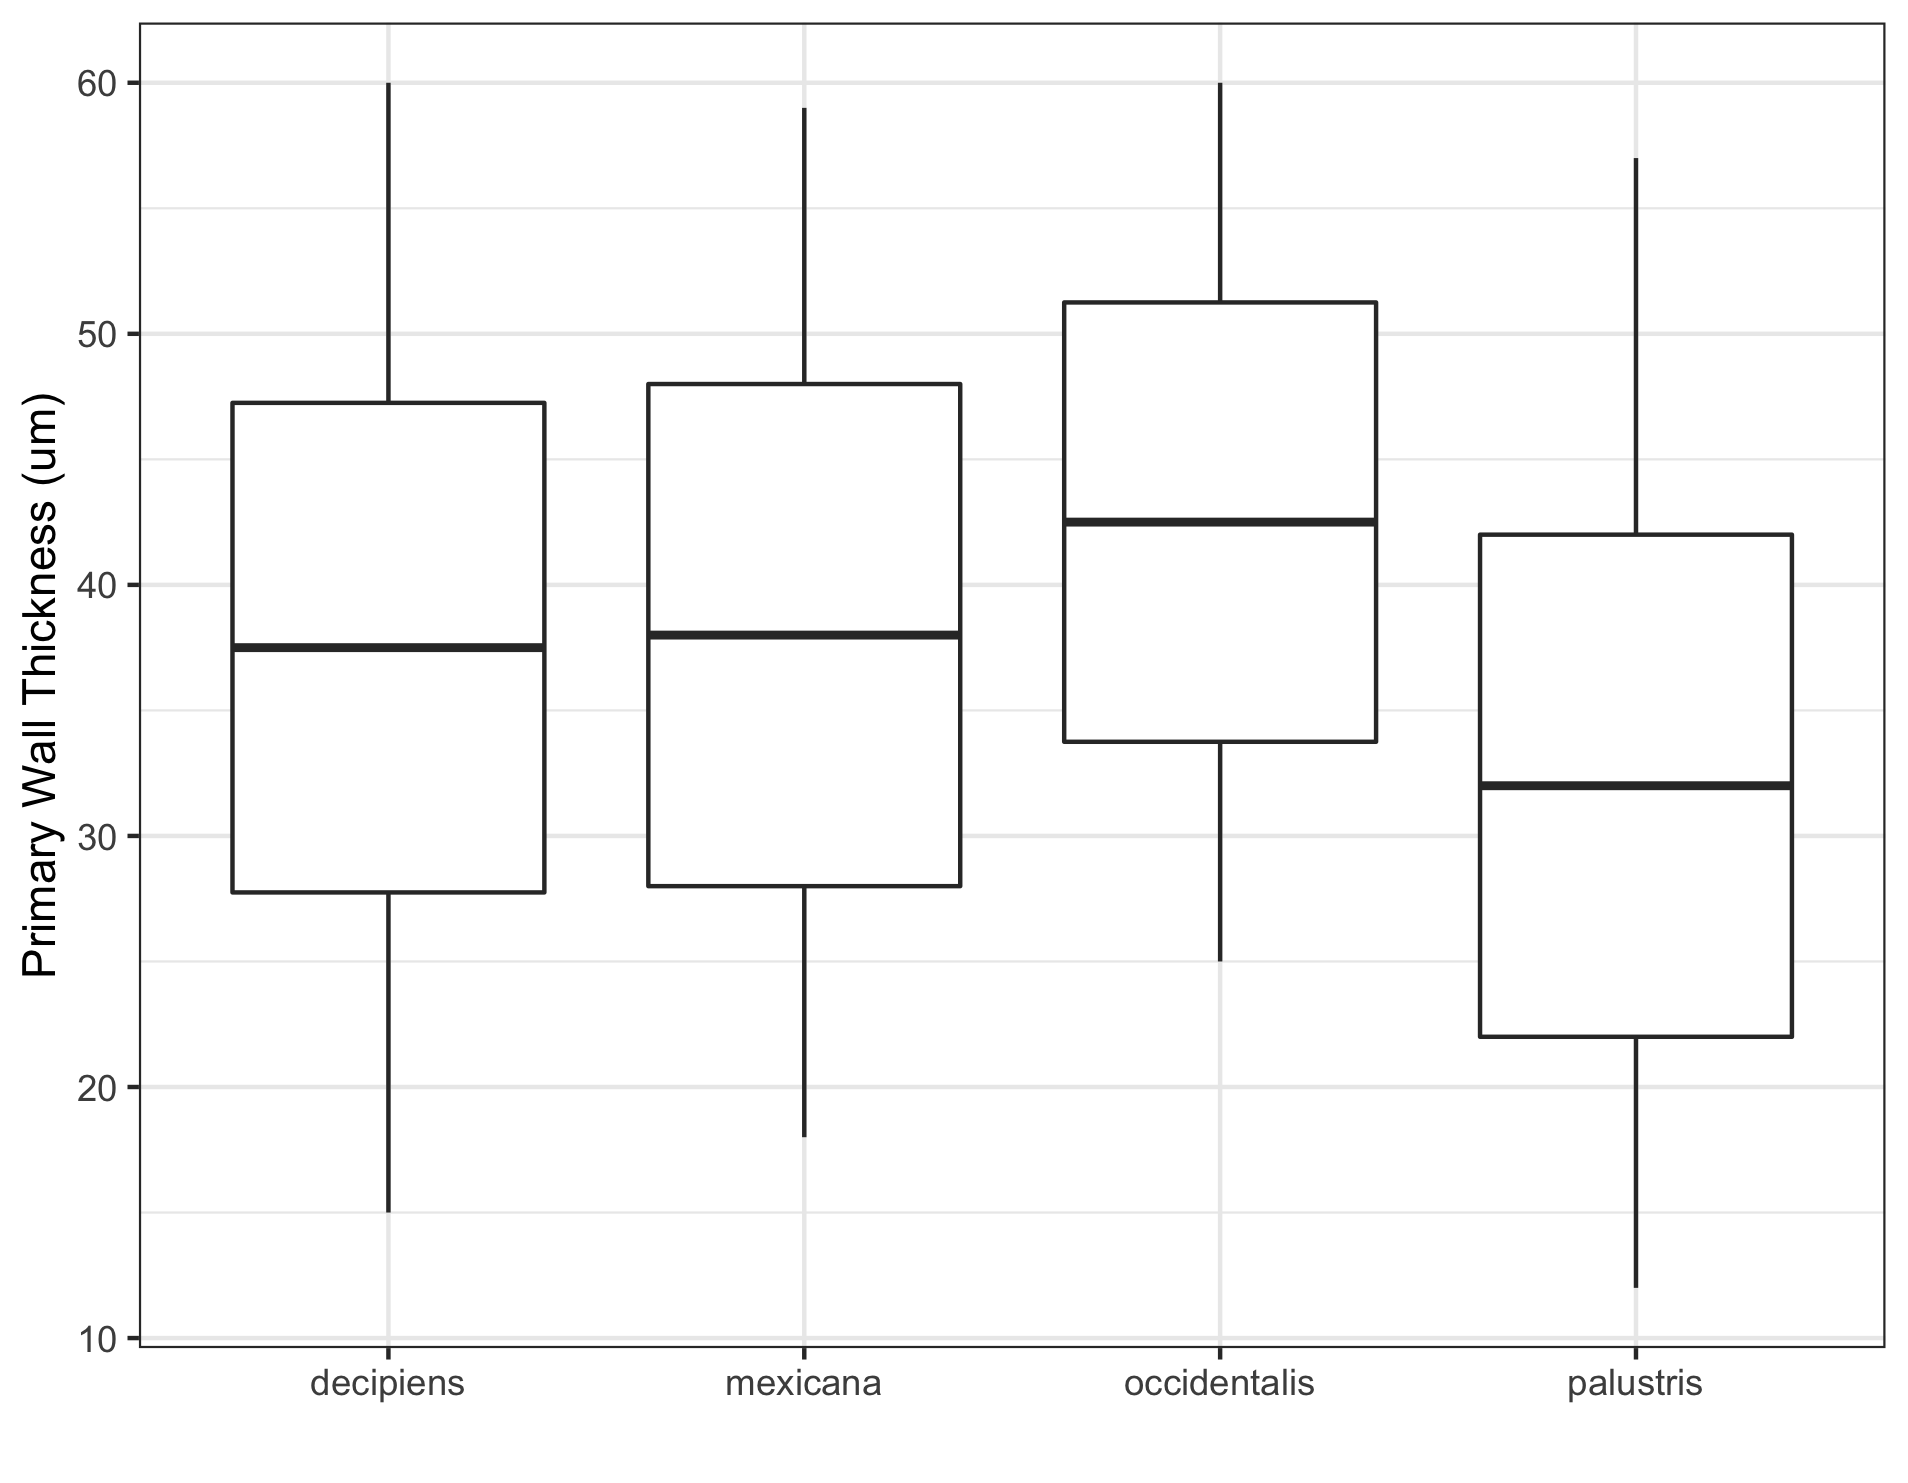 Primary Wall Thickness (um)
60
50
40
30
20
10
decipiens
mexicana
occidentalis
palustris